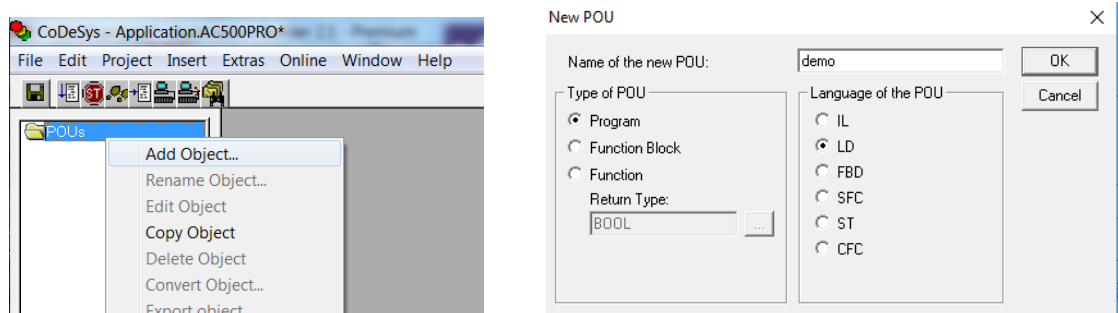 CoDeSys - Application.AC500PRO*
File Edit Project Insert Extras Online Window Help
POUs
Add Object...
Rename Object...
Edit Object
Copy Object
Delete Object
Convert Object...
Export object
New POU
Name of the new POU:
demo
OK
Cancel
Type of POU
Program
Function Block
Function
Return Type:
BOOL
...
Language of the POU
IL
LD
FBD
SFC
ST
CFC